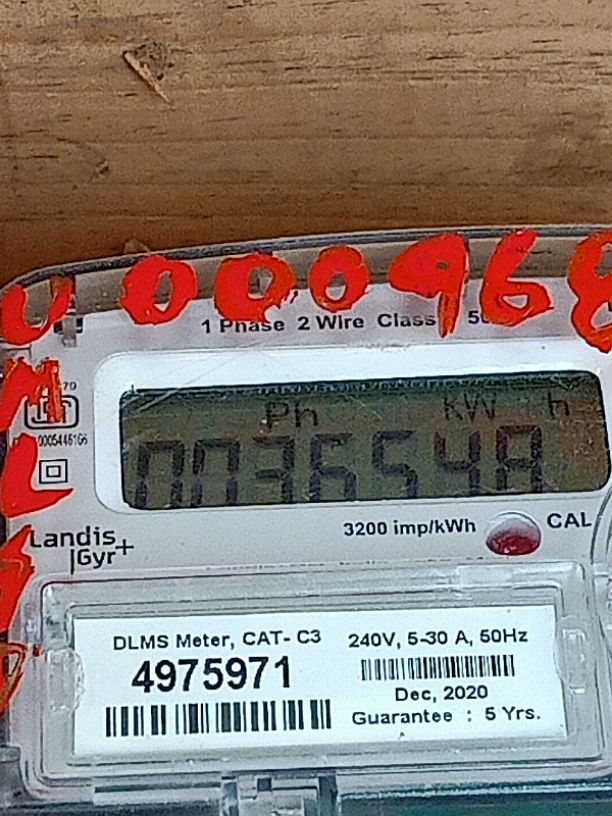 0000968
1 Phase 2 Wire Class
Ph kW h
0036548
3200 imp/kWh CAL
Landis
Gyr+
DLMS Meter, CAT- C3 240V, 5-30 A, 50Hz
4975971
Dec, 2020
Guarantee : 5 Yrs.